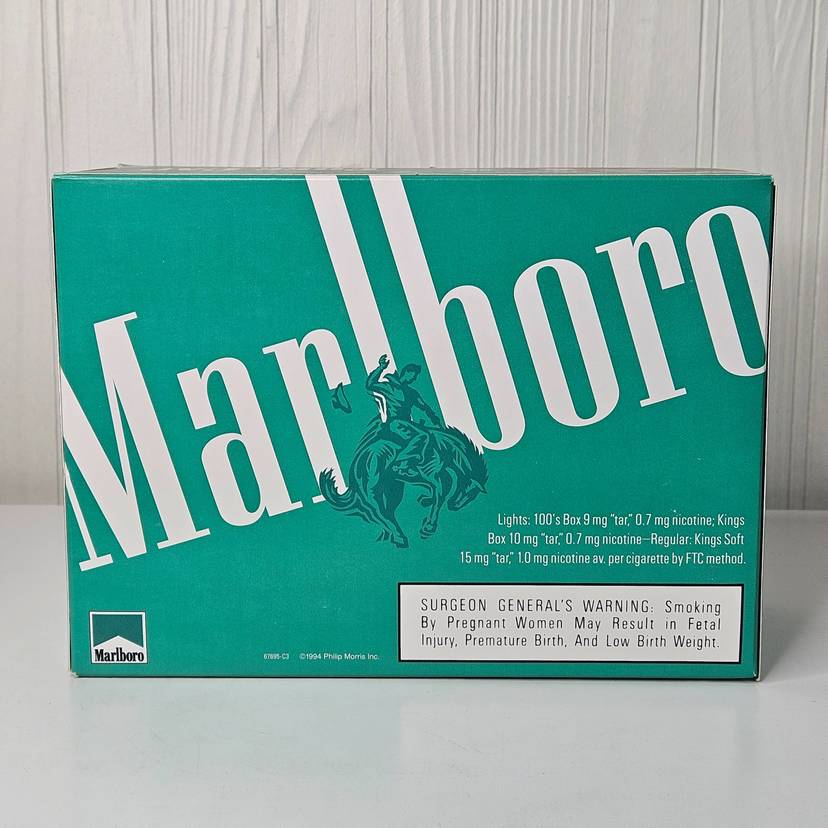 Marlboro
Lights: 100's Box 9 mg "tar," 0.7 mg nicotine; Kings
Box 10 mg "tar," 0.7 mg nicotine—Regular: Kings Soft
15 mg "tar," 1.0 mg nicotine av. per cigarette by FTC method.
SURGEON GENERAL'S WARNING: Smoking
By Pregnant Women May Result in Fetal
Injury, Premature Birth, And Low Birth Weight.
Marlboro
67695-C3 ©1994 Philip Morris Inc.